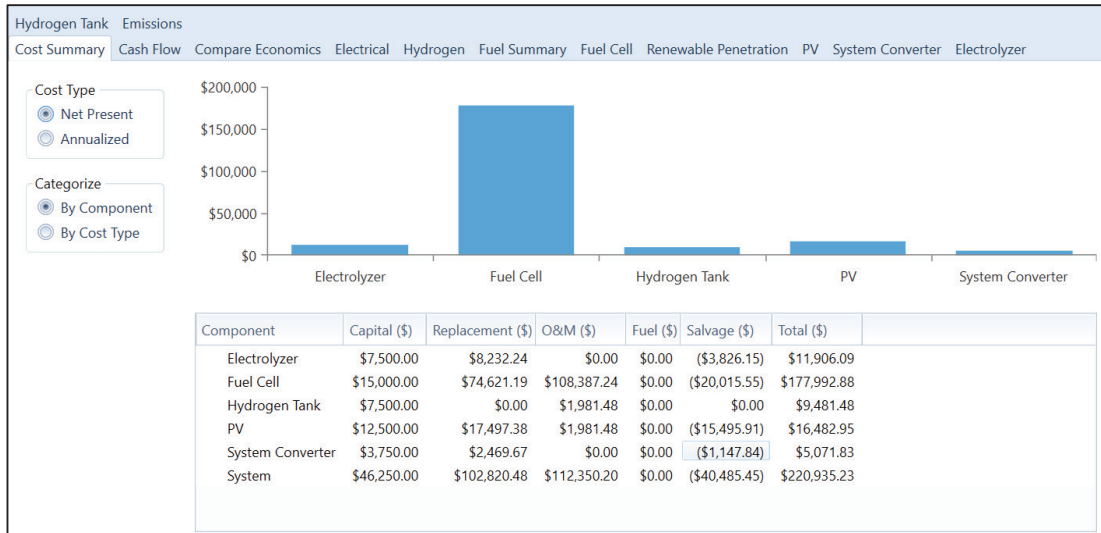 Hydrogen Tank Emissions
Cost Summary Cash Flow Compare Economics Electrical Hydrogen Fuel Summary Fuel Cell Renewable Penetration PV System Converter Electrolyzer
Cost Type
Net Present
Annualized
Categorize
By Component
By Cost Type
$200,000
$150,000
$100,000
$50,000
$0
Electrolyzer Fuel Cell Hydrogen Tank PV System Converter
Component Capital ($) Replacement ($) O&M ($) Fuel ($) Salvage ($) Total ($)
Electrolyzer $7,500.00 $8,232.24 $0.00 $0.00 ($3,826.15) $11,906.09
Fuel Cell $15,000.00 $74,621.19 $108,387.24 $0.00 ($20,015.55) $177,992.88
Hydrogen Tank $7,500.00 $0.00 $1,981.48 $0.00 $0.00 $9,481.48
PV $12,500.00 $17,497.38 $1,981.48 $0.00 ($15,495.91) $16,482.95
System Converter $3,750.00 $2,469.67 $0.00 $0.00 ($1,147.84) $5,071.83
System $46,250.00 $102,820.48 $112,350.20 $0.00 ($40,485.45) $220,935.23